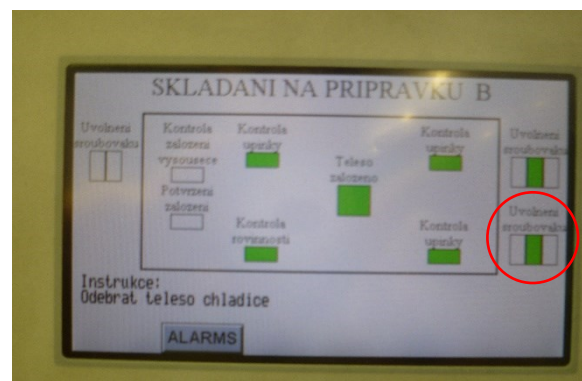 SKLADANI NA PRIPRAVKU B
Uvolneni
sroubovaku
Kontrola
zalozeni
vysousece
Potvrzeni
zalozeni
Kontrola
upinky
Kontrola
rovinnosti
Teleso
zalozeno
Kontrola
upinky
Kontrola
upinky
Uvolneni
sroubovaku
Uvolneni
sroubovaku
Instrukce:
Odebrat teleso chladice
ALARMS